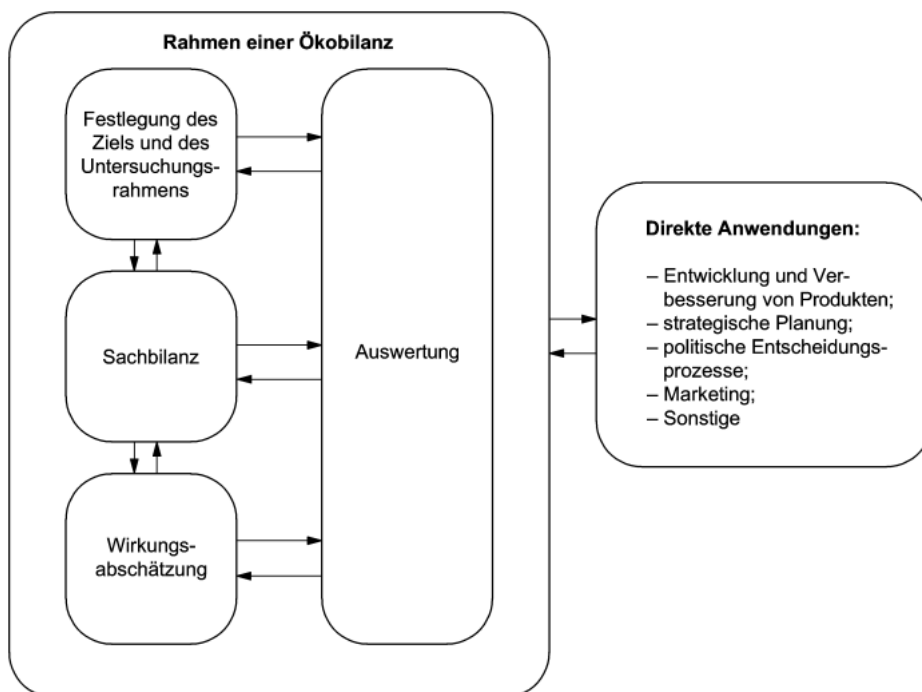 Rahmen einer Ökobilanz
Festlegung des
Ziels und des
Untersuchungs-
rahmens
Sachbilanz
Wirkungs-
abschätzung
Auswertung
Direkte Anwendungen:
– Entwicklung und Ver-
besserung von Produkten;
– strategische Planung;
– politische Entscheidungs-
prozesse;
– Marketing;
– Sonstige